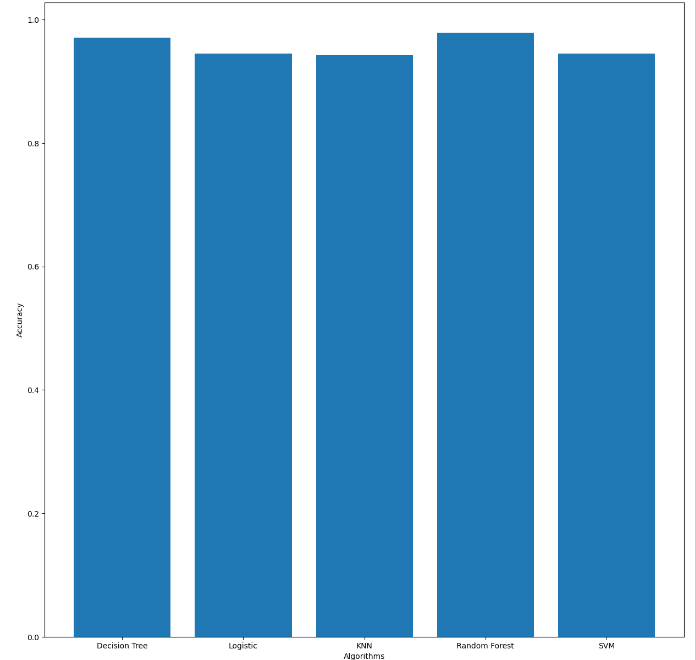 1.0
0.8
0.6
0.4
0.2
0.0
Accuracy
Decision Tree
Logistic
KNN
Random Forest
SVM
Algorithms